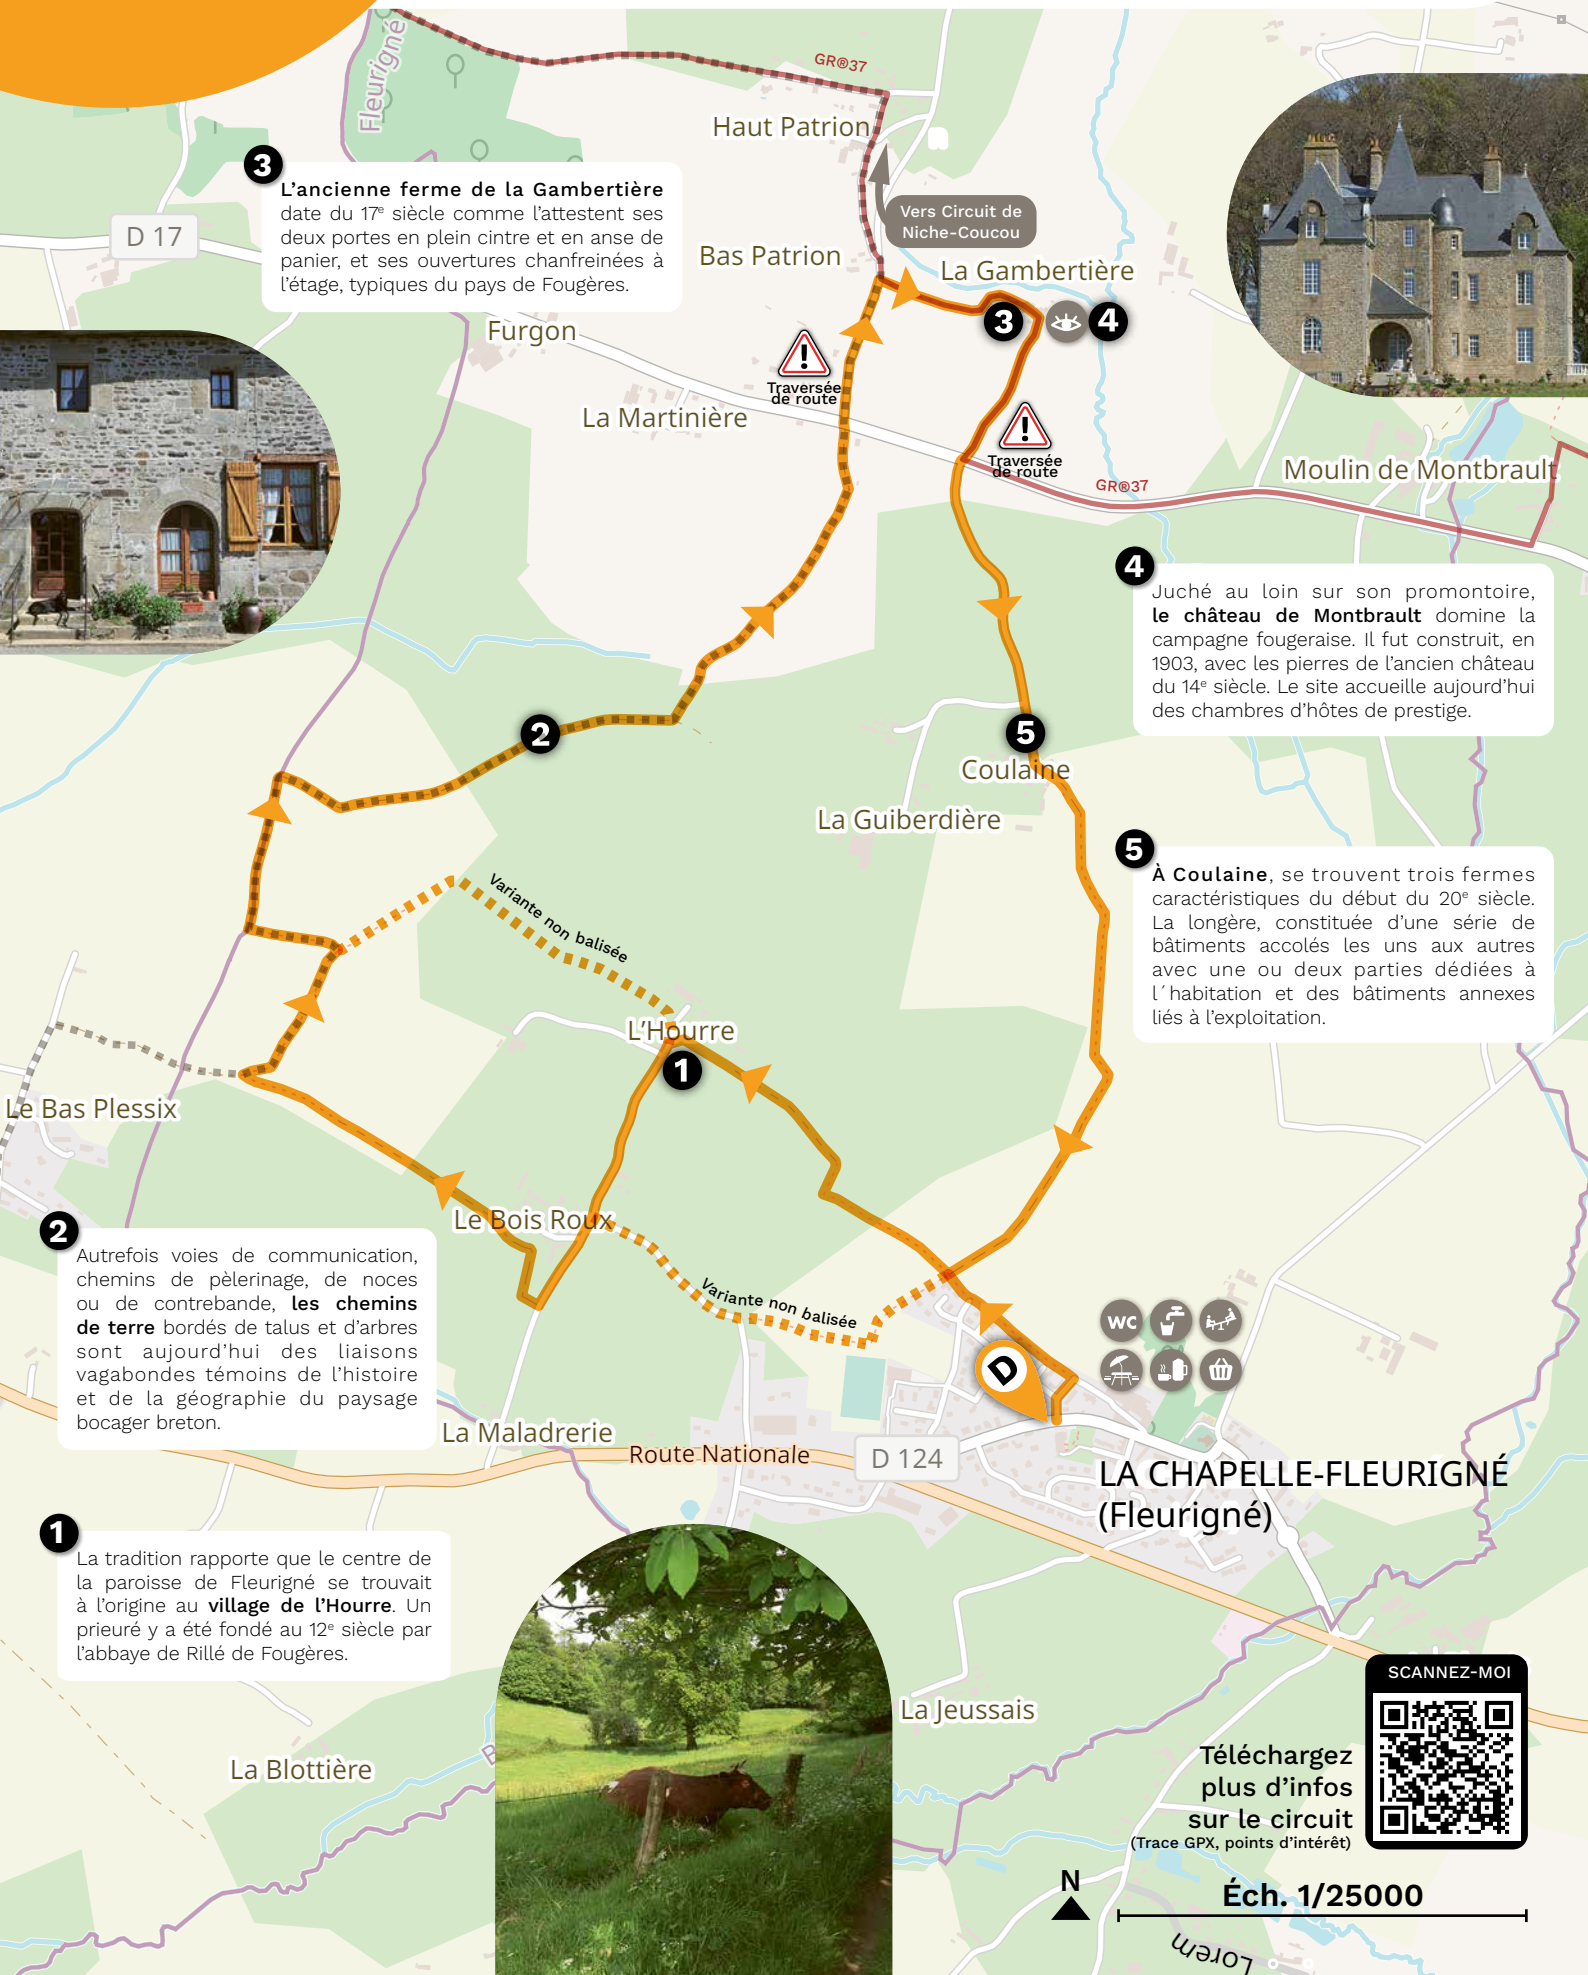 Fleurigné
GR®37
Haut Patrion
3
L'ancienne ferme de la Gambertière
date du 17e siècle comme l'attestent ses
deux portes en plein cintre et en anse de
panier, et ses ouvertures chanfreinées à
l'étage, typiques du pays de Fougères.
D 17
Vers Circuit de
Niche-Coucou
Bas Patrion
La Gambertière
3
4
Furgon
Traversée
de route
La Martinière
Traversée
de route
GR®37
Moulin de Montbrault
4
Juché au loin sur son promontoire,
le château de Montbrault domine la
campagne fougeraise. Il fut construit, en
1903, avec les pierres de l'ancien château
du 14e siècle. Le site accueille aujourd'hui
des chambres d'hôtes de prestige.
2
5
Coulaine
La Guiberdière
5
À Coulaine, se trouvent trois fermes
caractéristiques du début du 20e siècle.
La longère, constituée d'une série de
bâtiments accolés les uns aux autres
avec une ou deux parties dédiées à
l´habitation et des bâtiments annexes
liés à l'exploitation.
Variante non balisée
L'Hourre
1
Le Bas Plessix
Le Bois Roux
2
Autrefois voies de communication,
chemins de pèlerinage, de noces
ou de contrebande, les chemins
de terre bordés de talus et d'arbres
sont aujourd'hui des liaisons
vagabondes témoins de l'histoire
et de la géographie du paysage
bocager breton.
Variante non balisée
WC
D
La Maladrerie
Route Nationale
D 124
LA CHAPELLE-FLEURIGNÉ
(Fleurigné)
1
La tradition rapporte que le centre de
la paroisse de Fleurigné se trouvait
à l'origine au village de l'Hourre. Un
prieuré y a été fondé au 12e siècle par
l'abbaye de Rillé de Fougères.
La Jeussais
La Blottière
SCANNEZ-MOI
Téléchargez
plus d'infos
sur le circuit
(Trace GPX, points d'intérêt)
N
Éch. 1/25000
Lorem